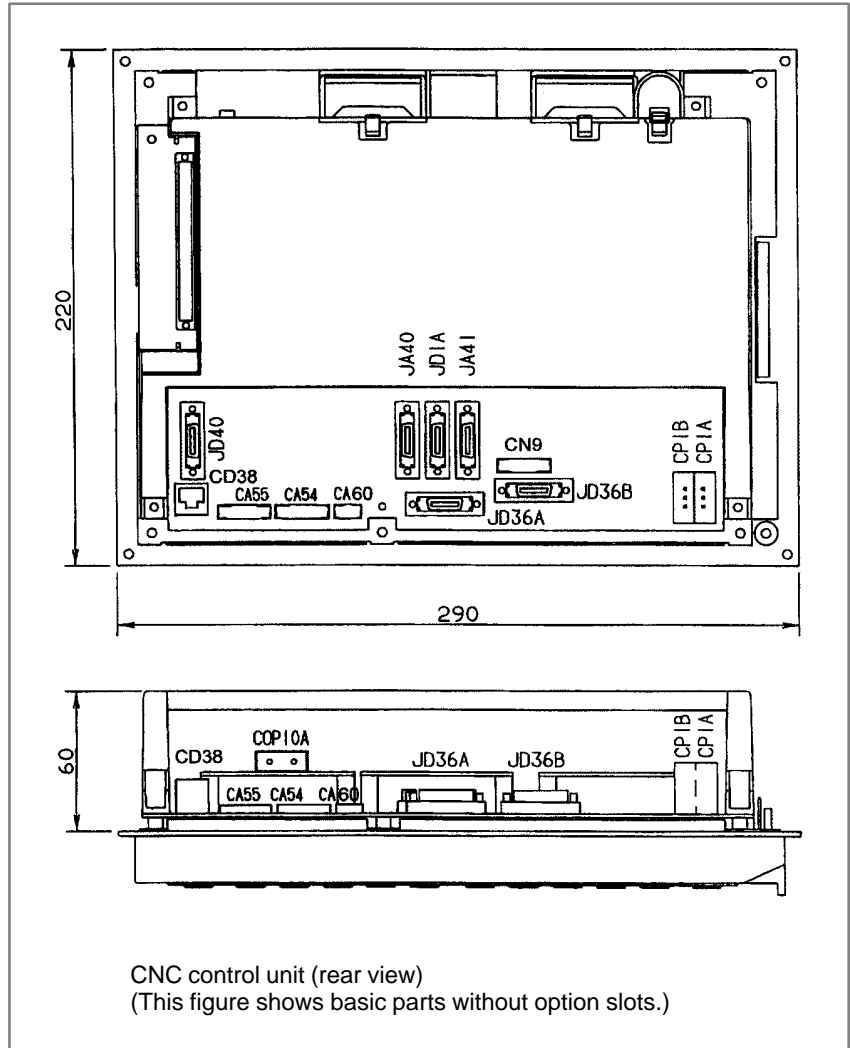 220
JA40
JD1A
JA41
JD40
CN9
CP1B
CP1A
CD38
CA55 CA54 CA60
JD36B
JD36A
290
60
COP10A
CD38
JD36A
JD36B
CP1B
CP1A
CA55 CA54 CA60
CNC control unit (rear view)
(This figure shows basic parts without option slots.)